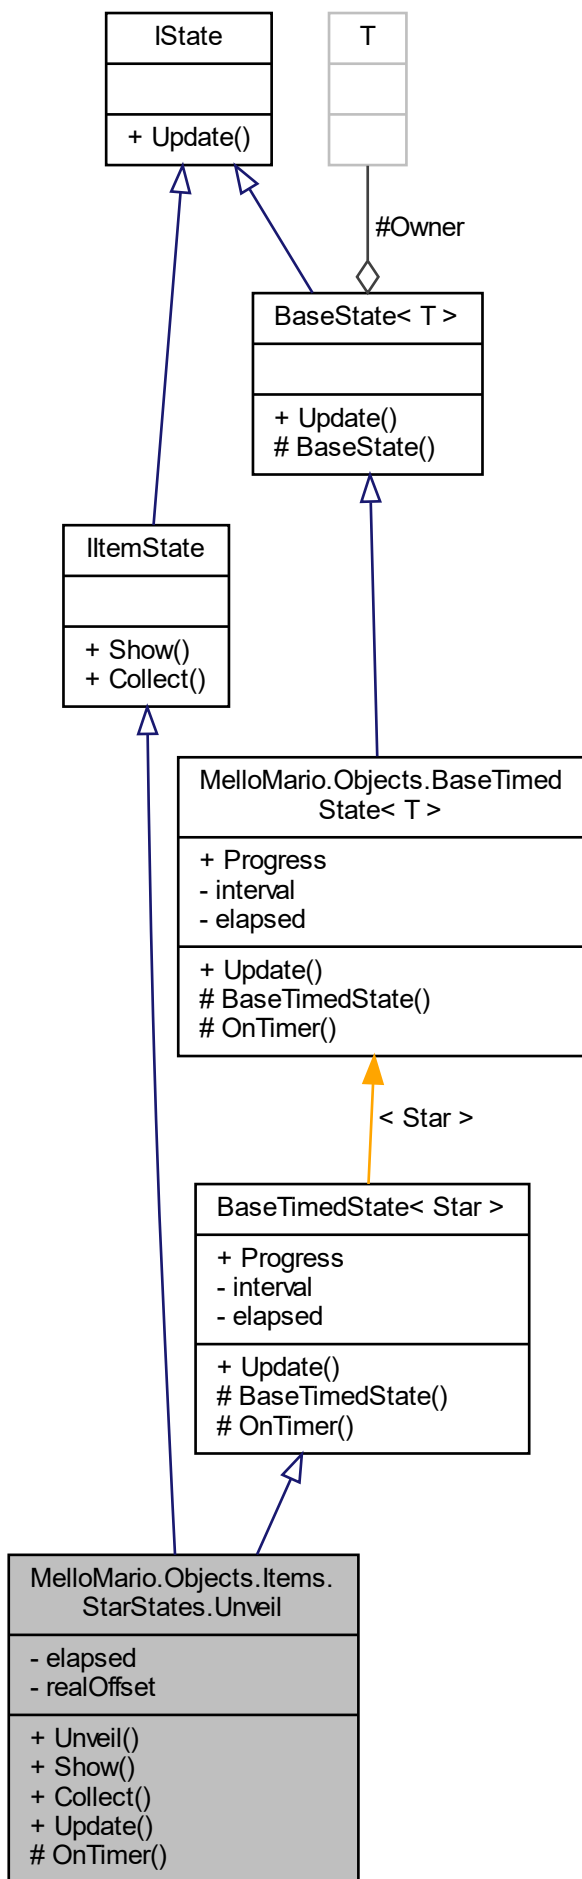 IState
+ Update()
T
#Owner
BaseState< T >
+ Update()
# BaseState()
IItemState
+ Show()
+ Collect()
MelloMario.Objects.BaseTimed
State< T >
+ Progress
- interval
- elapsed
+ Update()
# BaseTimedState()
# OnTimer()
< Star >
BaseTimedState< Star >
+ Progress
- interval
- elapsed
+ Update()
# BaseTimedState()
# OnTimer()
MelloMario.Objects.Items.
StarStates.Unveil
- elapsed
- realOffset
+ Unveil()
+ Show()
+ Collect()
+ Update()
# OnTimer()